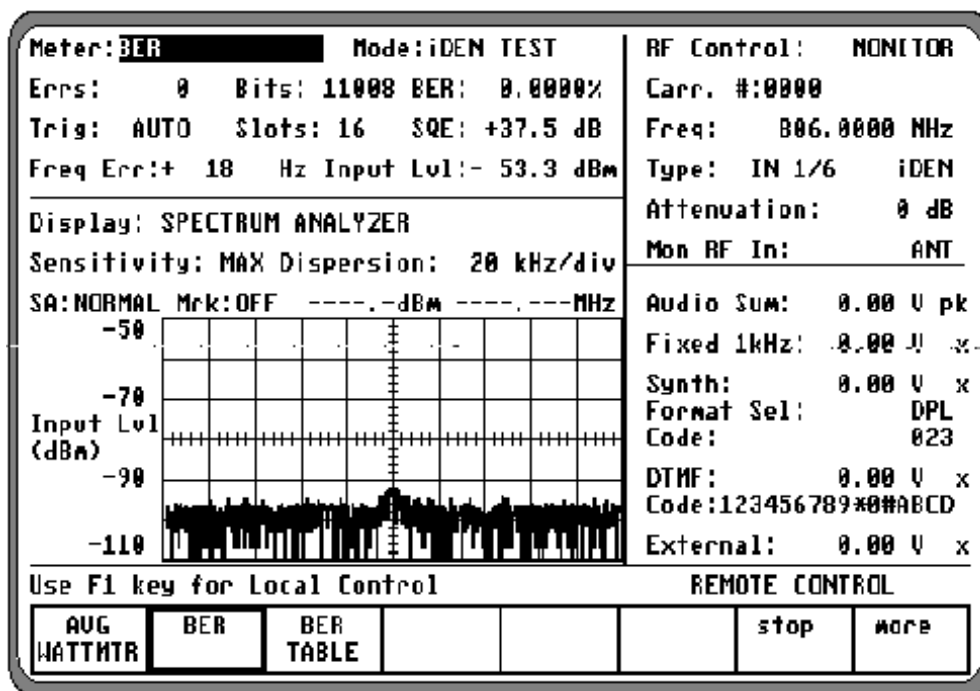 Meter:BER Mode:iDEN TEST
Errs: 0 Bits: 11008 BER: 0.0000%
Trig: AUTO Slots: 16 SQE: +37.5 dB
Freq Err:+ 18 Hz Input Lvl:- 53.3 dBm
Display: SPECTRUM ANALYZER
Sensitivity: MAX Dispersion: 20 kHz/div
SA:NORMAL Mrk:OFF ----.-dBm ----.---MHz
-50
-70
Input Lvl
(dBm)
-90
-110
RF Control: MONITOR
Carr. #:0000
Freq: 806.0000 MHz
Type: IN 1/6 iDEN
Attenuation: 0 dB
Mon RF In: ANT
Audio Sum: 0.00 V pk
Fixed 1kHz: 0.00 V x
Synth: 0.00 V x
Format Sel: DPL
Code: 023
DTMF: 0.00 V x
Code:123456789*0#ABCD
External: 0.00 V x
Use F1 key for Local Control REMOTE CONTROL
AVG WATTMTR
BER
BER TABLE
stop
more